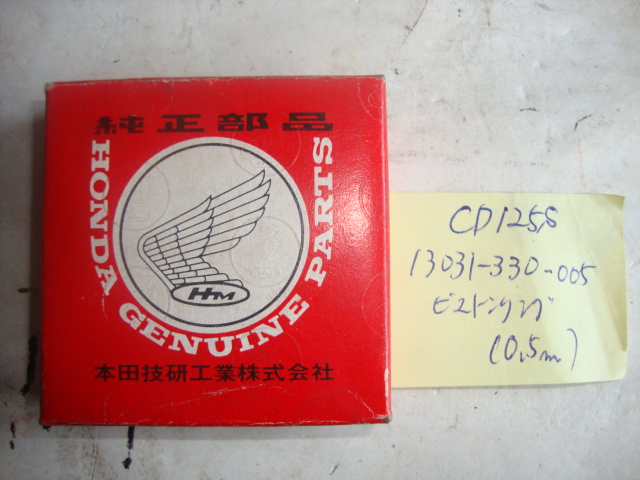 純正部品
HONDA GENUINE PARTS
HM
本田技研工業株式会社
CD125S
13031-330-005
ピストンリング
(0.5m)